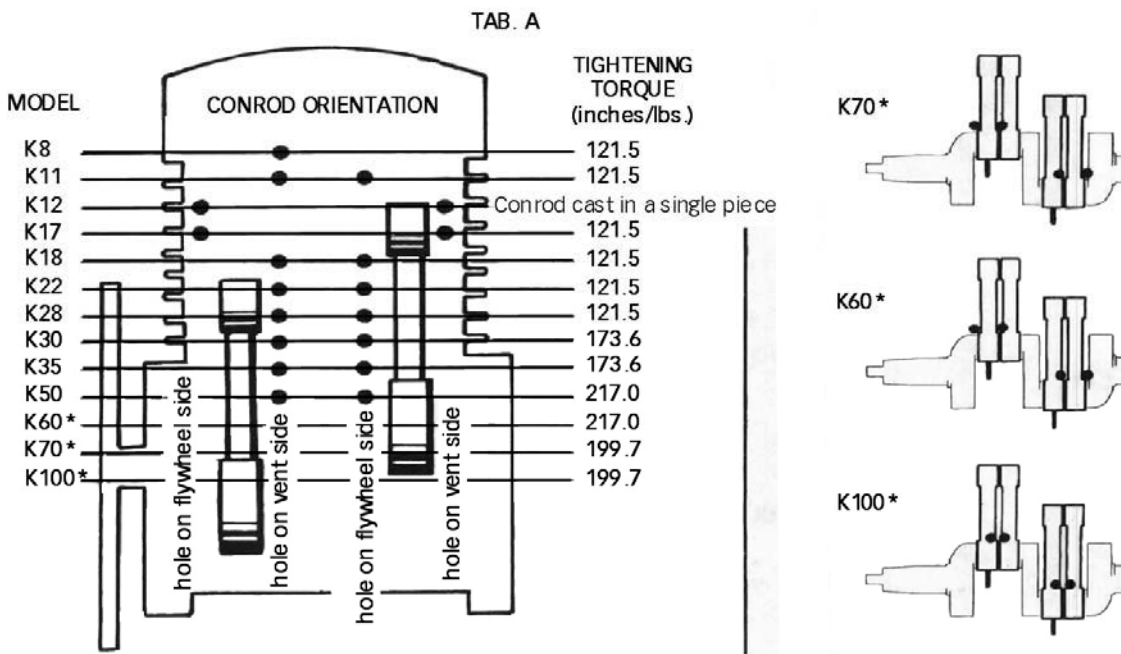 TAB. A
MODEL
CONROD ORIENTATION
TIGHTENING
TORQUE
(inches/lbs.)
K8 121.5
K11 121.5
K12 Conrod cast in a single piece
K17 121.5
K18 121.5
K22 121.5
K28 121.5
K30 173.6
K35 173.6
K50 217.0
K60* 217.0
K70* 199.7
K100* 199.7
hole on flywheel side
hole on vent side
hole on flywheel side
hole on vent side
K70*
K60*
K100*